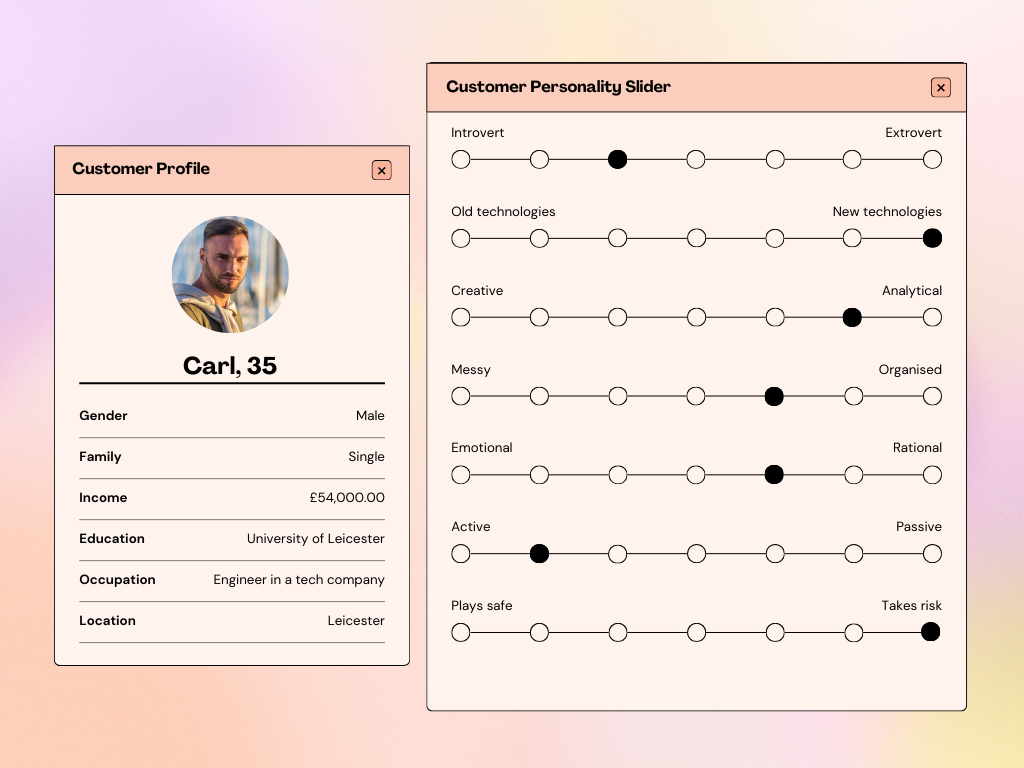 Customer Profile
Carl, 35
Gender Male
Family Single
Income £54,000.00
Education University of Leicester
Occupation Engineer in a tech company
Location Leicester
Customer Personality Slider
Introvert Extrovert
Old technologies New technologies
Creative Analytical
Messy Organised
Emotional Rational
Active Passive
Plays safe Takes risk